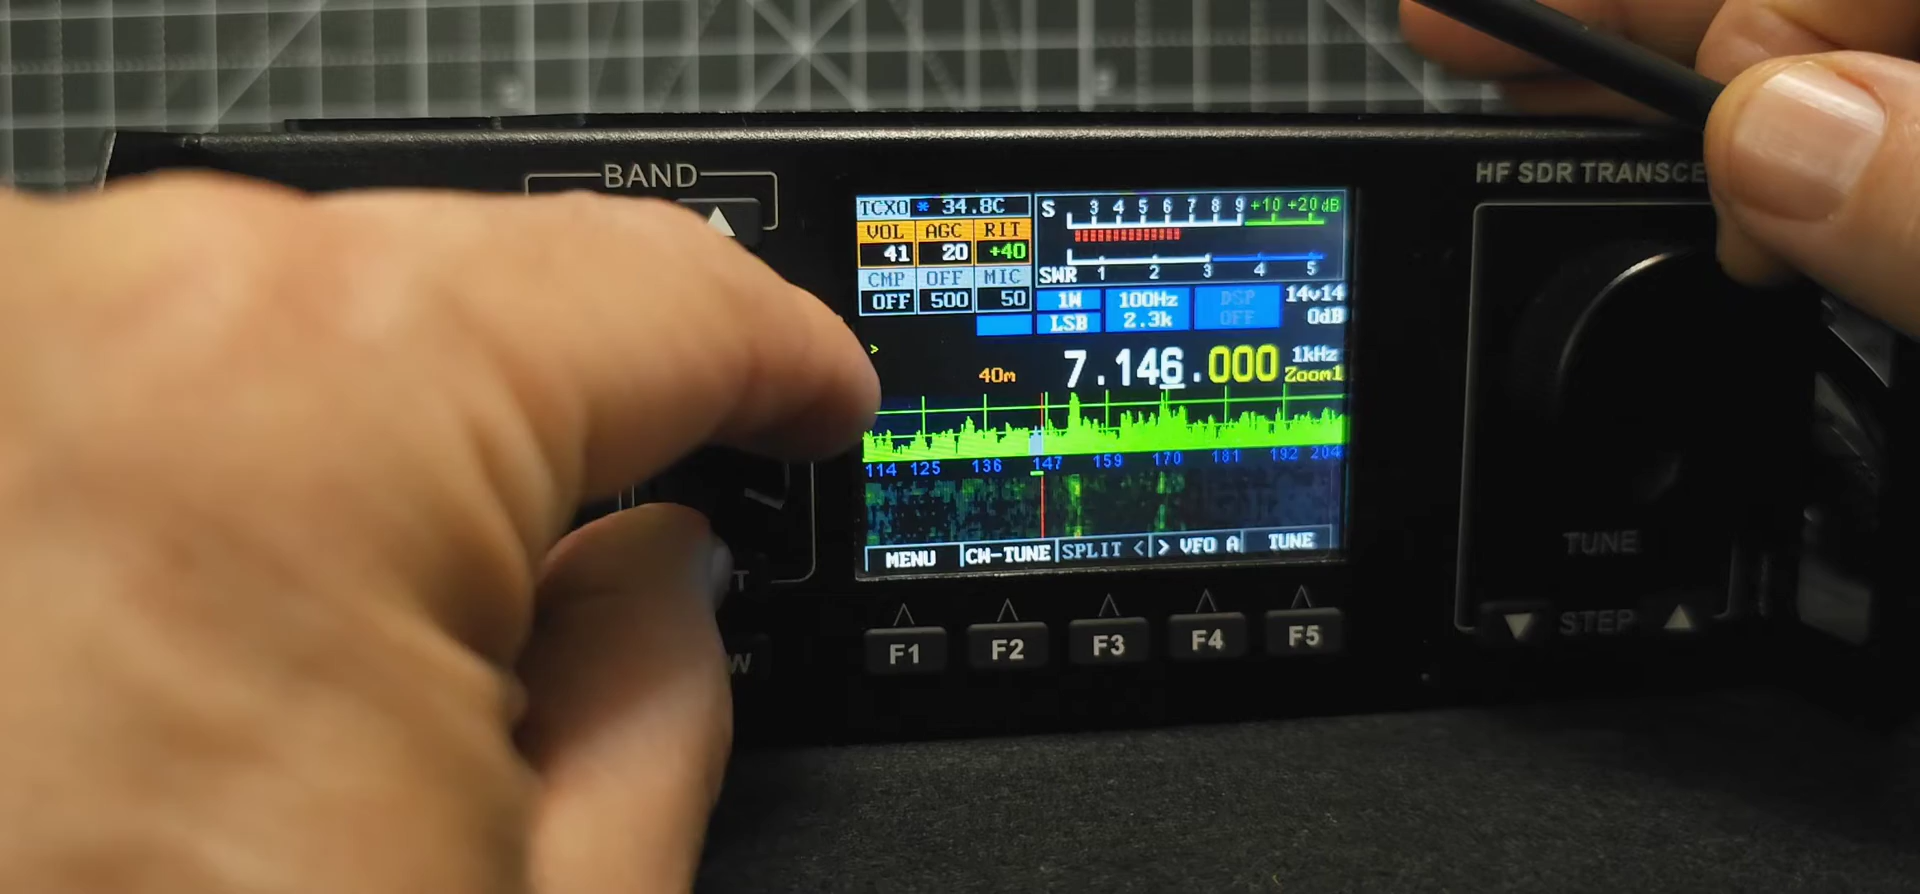 BAND
HF SDR TRANSCE
TCXO * 34.8C
VOL AGC RIT
41 20 +40
CMP OFF MIC
OFF 500 50
S 3 4 5 6 7 8 9 +10 +20 dB
SWR 1 2 3 4 5
1W 100Hz DSP 14v14
LSB 2.3k OFF 0dB
>
40m 7.146.000 1kHz
Zoom1
114 125 136 147 159 170 181 192 204
MENU CW-TUNE SPLIT < > VFO A TUNE
F1 F2 F3 F4 F5
TUNE
STEP
T
W